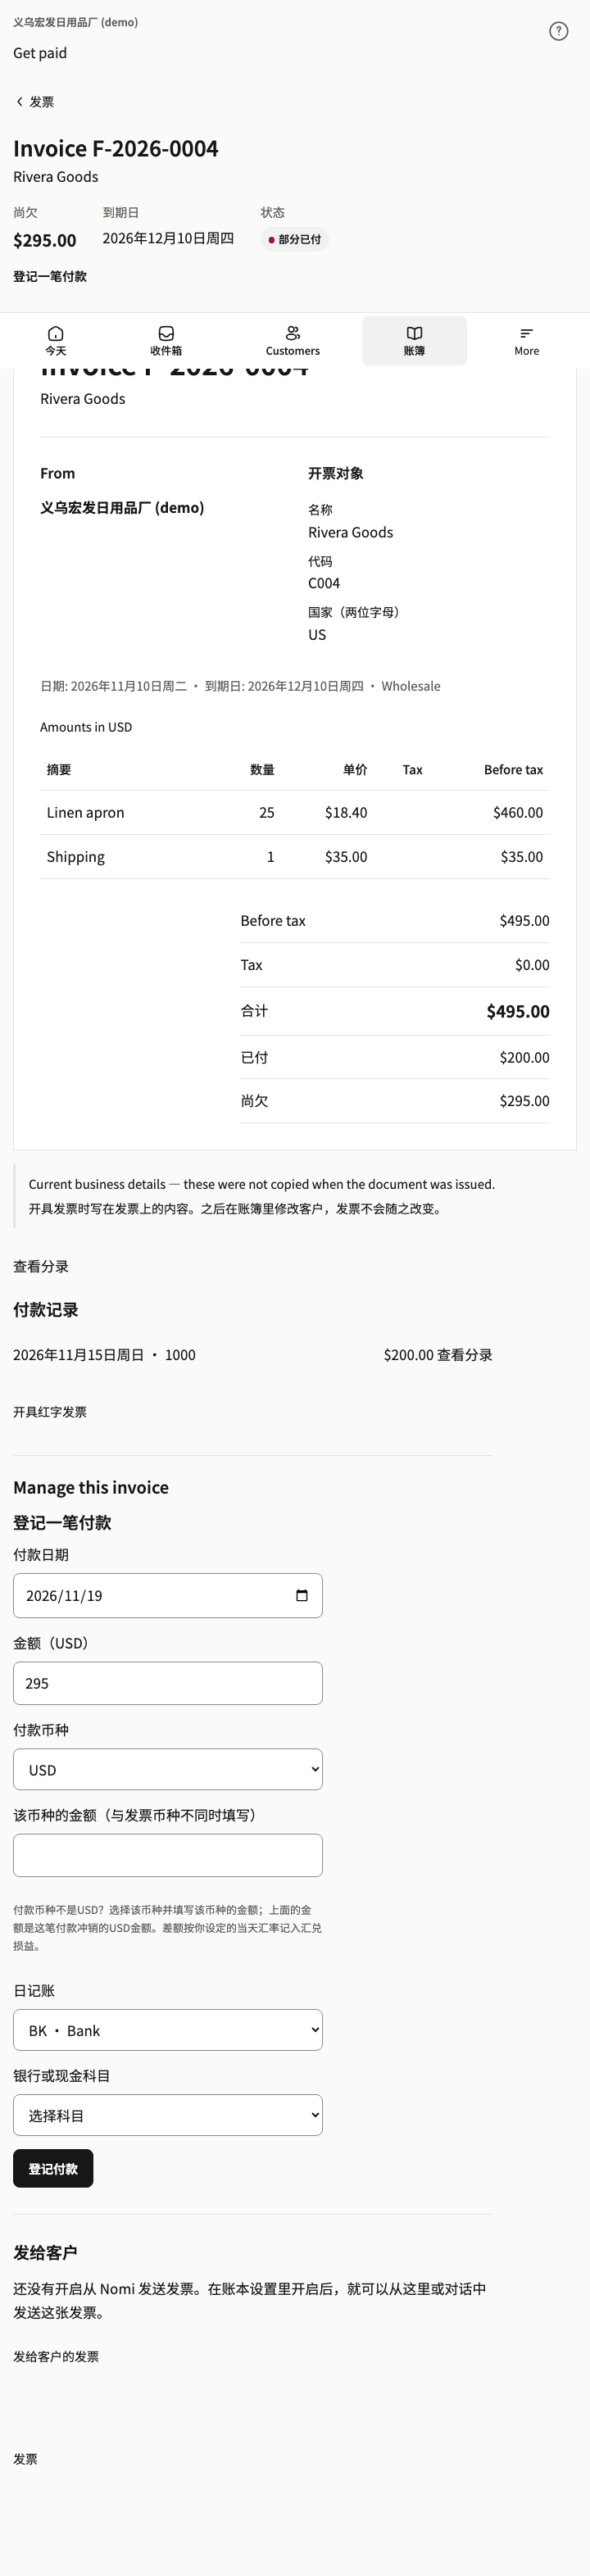 义乌宏发日用品厂 (demo)
Get paid
发票
Invoice F-2026-0004
Rivera Goods
尚欠
到期日
状态
$295.00
2026年12月10日周四
部分已付
登记一笔付款
今天
收件箱
Customers
账簿
More
Invoice F-2026-0004
Rivera Goods
From
开票对象
义乌宏发日用品厂 (demo)
名称
Rivera Goods
代码
C004
国家（两位字母）
US
日期: 2026年11月10日周二 · 到期日: 2026年12月10日周四 · Wholesale
Amounts in USD
摘要 数量 单价 Tax Before tax
Linen apron 25 $18.40 $460.00
Shipping 1 $35.00 $35.00
Before tax $495.00
Tax $0.00
合计 $495.00
已付 $200.00
尚欠 $295.00
Current business details — these were not copied when the document was issued.
开具发票时写在发票上的内容。之后在账簿里修改客户，发票不会随之改变。
查看分录
付款记录
2026年11月15日周日 · 1000 $200.00 查看分录
开具红字发票
Manage this invoice
登记一笔付款
付款日期
2026/11/19
金额（USD）
295
付款币种
USD
该币种的金额（与发票币种不同时填写）
付款币种不是USD？选择该币种并填写该币种的金额；上面的金
额是这笔付款冲销的USD金额。差额按你设定的当天汇率记入汇兑
损益。
日记账
BK · Bank
银行或现金科目
选择科目
登记付款
发给客户
还没有开启从 Nomi 发送发票。在账本设置里开启后，就可以从这里或对话中
发送这张发票。
发给客户的发票
发票